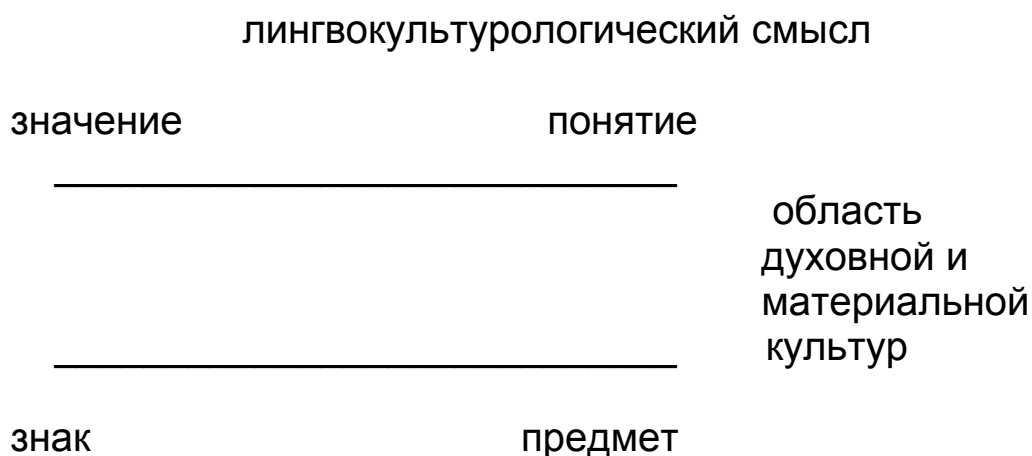 лингвокультурологический смысл
значение понятие
область
духовной и
материальной
культур
знак предмет